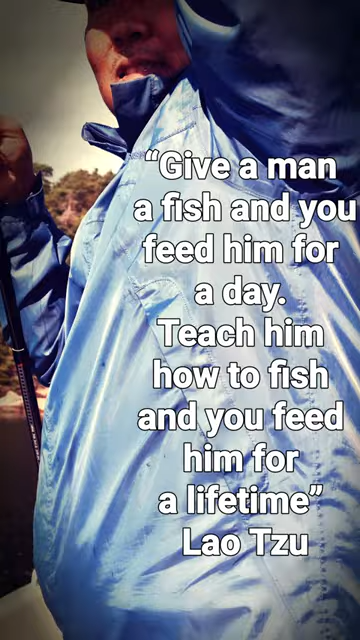 “Give a man
a fish and you
feed him for
a day.
Teach him
how to fish
and you feed
him for
a lifetime”
Lao Tzu